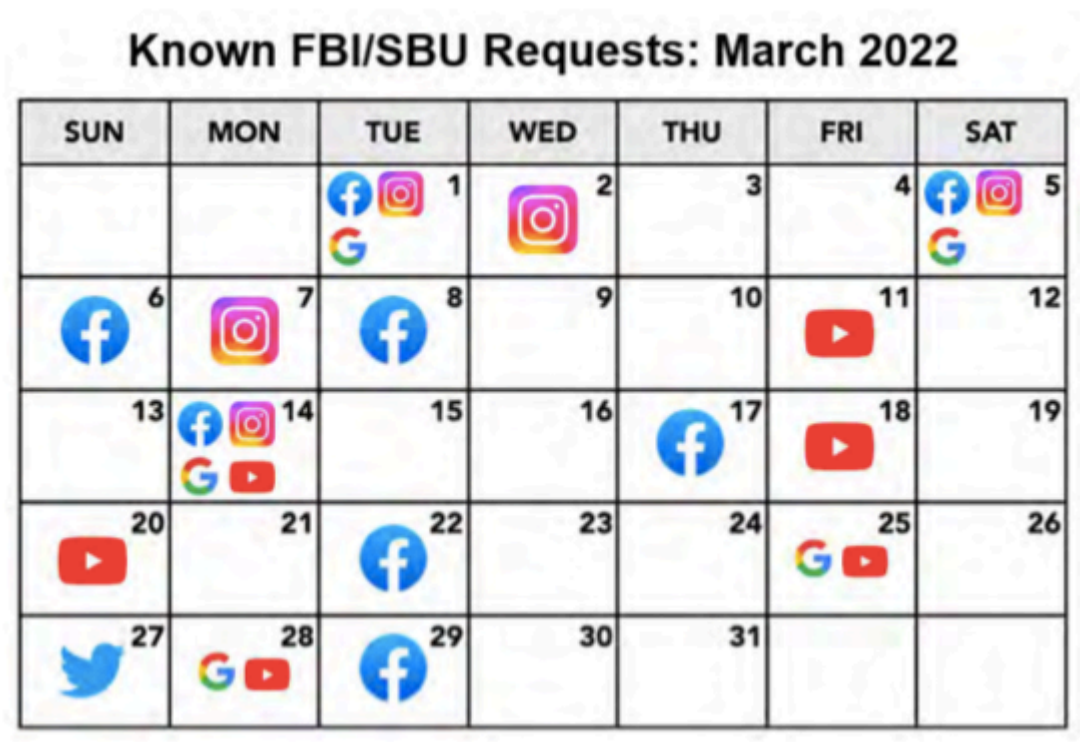 Known FBI/SBU Requests: March 2022
SUN MON TUE WED THU FRI SAT
1 2 3 4 5
6 7 8 9 10 11 12
13 14 15 16 17 18 19
20 21 22 23 24 25 26
27 28 29 30 31